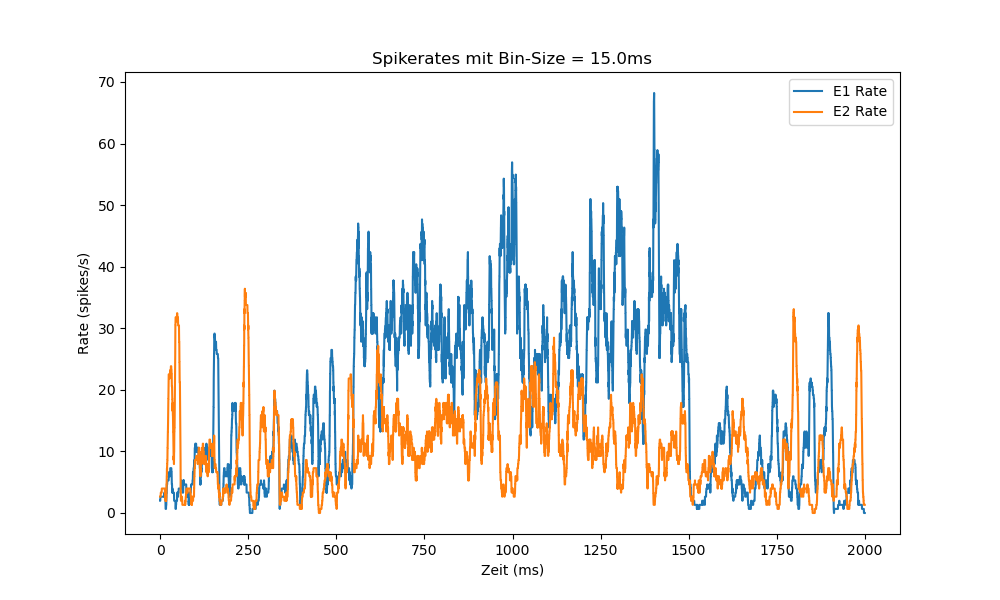 Spikerates mit Bin-Size = 15.0ms
E1 Rate
E2 Rate
70
60
50
40
30
20
10
0
Rate (spikes/s)
0 250 500 750 1000 1250 1500 1750 2000
Zeit (ms)